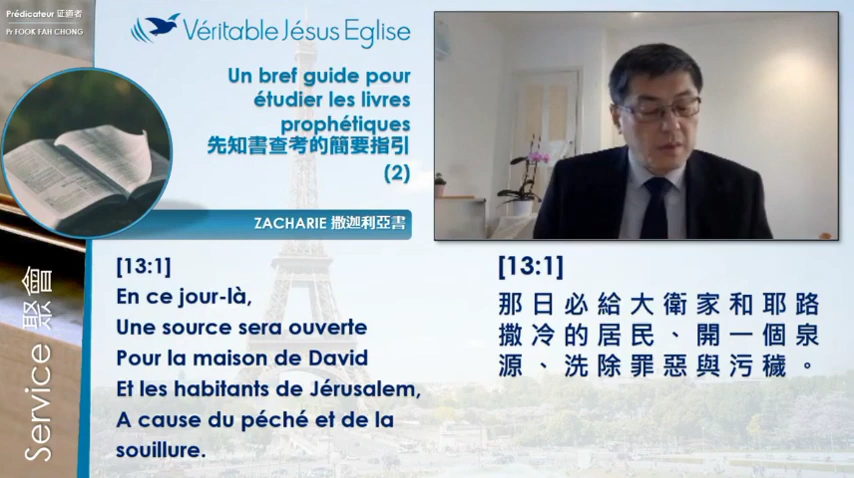 Prédicateur 证道者
Pr FOOK FAH CHONG
Véritable Jésus Eglise
Un bref guide pour
étudier les livres
prophétiques
先知書查考的簡要指引
(2)
ZACHARIE 撒迦利亞書
Service 聚會
[13:1]
En ce jour-là,
Une source sera ouverte
Pour la maison de David
Et les habitants de Jérusalem,
A cause du péché et de la
souillure.
[13:1]
那日必給大衛家和耶路
撒冷的居民、開一個泉
源、洗除罪惡與污穢。